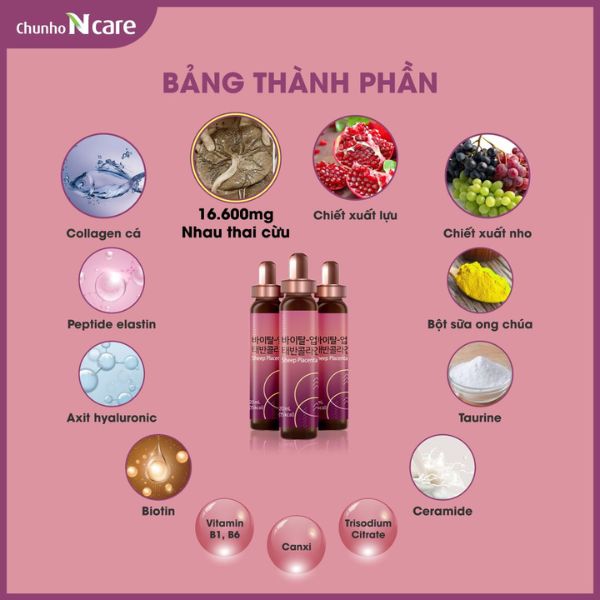 Chunho Ncare
BẢNG THÀNH PHẦN
Collagen cá
16.600mg
Nhau thai cừu
Chiết xuất lựu
Chiết xuất nho
Peptide elastin
Bột sữa ong chúa
바이탈-업
태반콜라겐
Sheep Placenta
20mL
Axit hyaluronic
Taurine
Biotin
Ceramide
Vitamin
B1, B6
Canxi
Trisodium
Citrate